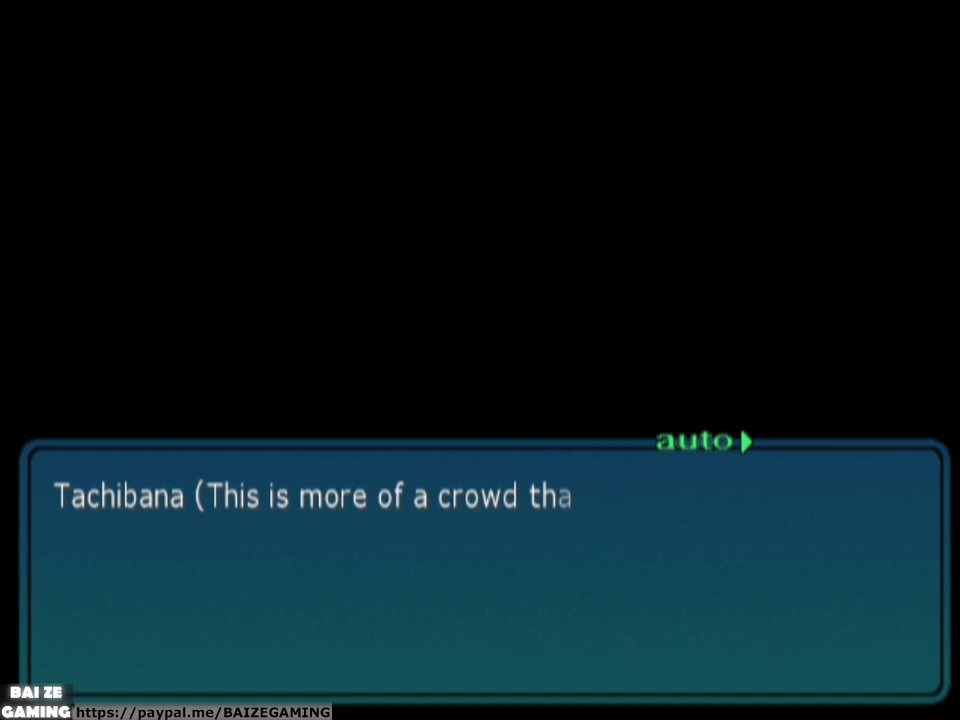 auto
Tachibana (This is more of a crowd tha
BAI ZE
GAMING https://paypal.me/BAIZEGAMING